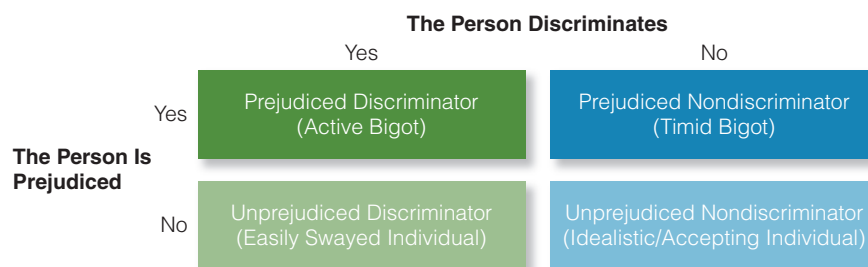 The Person Discriminates
Yes
No
Yes
Prejudiced Discriminator
(Active Bigot)
Prejudiced Nondiscriminator
(Timid Bigot)
The Person Is
Prejudiced
No
Unprejudiced Discriminator
(Easily Swayed Individual)
Unprejudiced Nondiscriminator
(Idealistic/Accepting Individual)